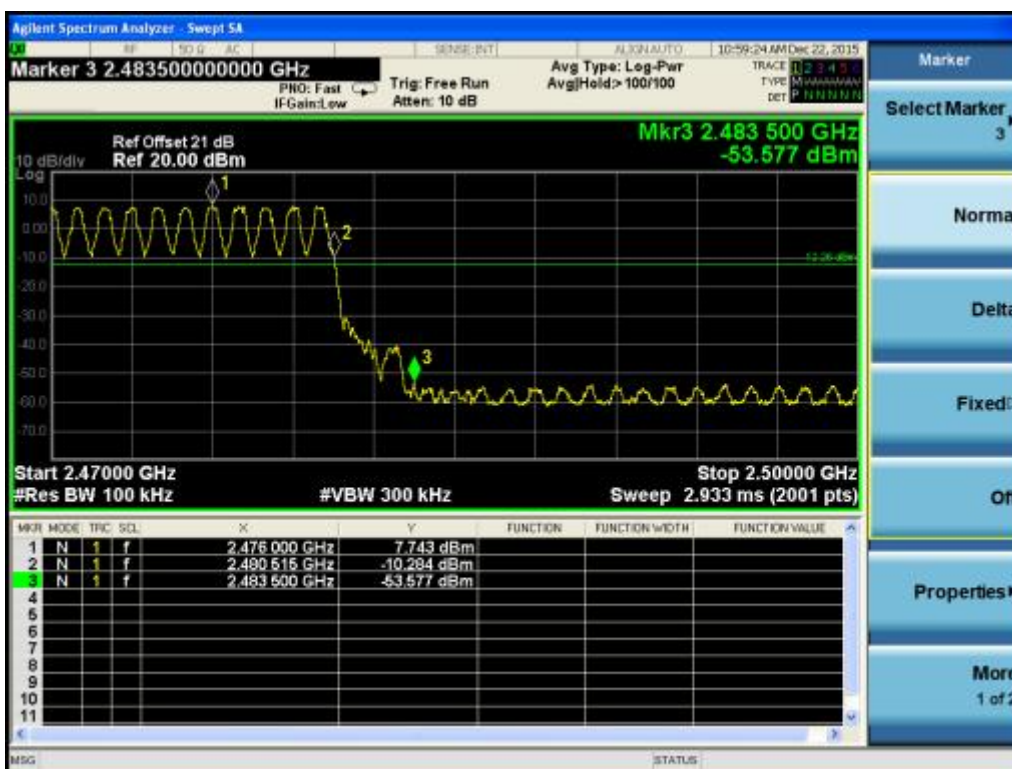 Agilent Spectrum Analyzer - Swept SA
RF 50 Ω AC SENSE:INT ALIGN AUTO 10:59:24 AM Dec 22, 2015
Marker 3 2.483500000000 GHz
PNO: Fast
IFGain:Low
Trig: Free Run
Atten: 10 dB
Avg Type: Log-Pwr
Avg|Hold:> 100/100
TRACE 1 2 3 4 5 6
TYPE M
DET P N N N N N
Ref Offset 21 dB
10 dB/div Ref 20.00 dBm
Log
Mkr3 2.483 500 GHz
-53.577 dBm
10.0
0.00
-10.0
-20.0
-30.0
-40.0
-50.0
-60.0
-70.0
1
2
3
-12.26 dBm
Start 2.47000 GHz Stop 2.50000 GHz
#Res BW 100 kHz #VBW 300 kHz Sweep 2.933 ms (2001 pts)
MKR MODE TRC SCL X Y FUNCTION FUNCTION WIDTH FUNCTION VALUE
1 N 1 f 2.476 000 GHz 7.743 dBm
2 N 1 f 2.480 515 GHz -10.284 dBm
3 N 1 f 2.483 500 GHz -53.577 dBm
4
5
6
7
8
9
10
11
MSG STATUS
Marker
Select Marker
3
Norma
Delta
Fixed
Of
Properties
More
1 of 2